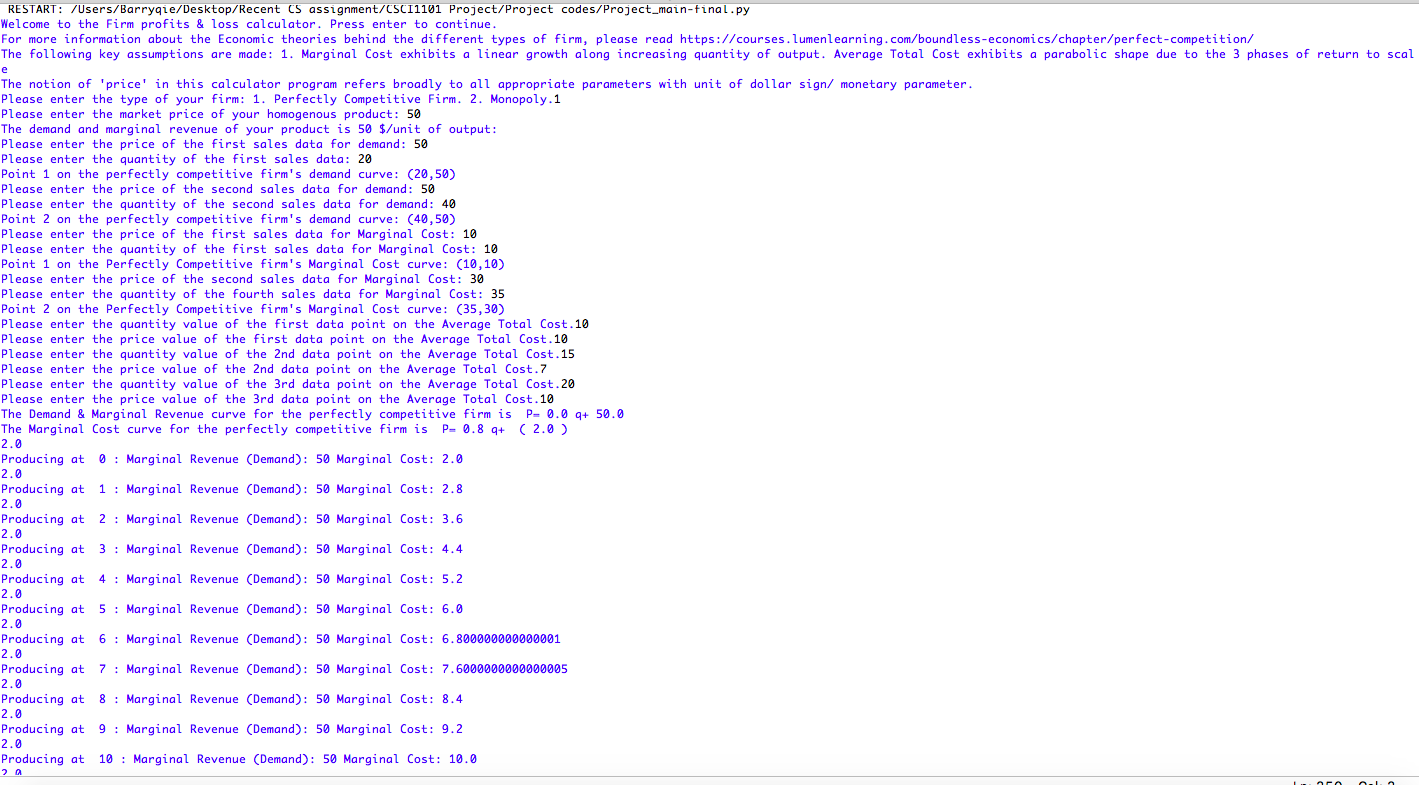 RESTART: /Users/Barryqie/Desktop/Recent CS assignment/CSCI1101 Project/Project codes/Project_main-final.py
Welcome to the Firm profits & loss calculator. Press enter to continue.
For more information about the Economic theories behind the different types of firm, please read https://courses.lumenlearning.com/boundless-economics/chapter/perfect-competition/
The following key assumptions are made: 1. Marginal Cost exhibits a linear growth along increasing quantity of output. Average Total Cost exhibits a parabolic shape due to the 3 phases of return to scal
e
The notion of 'price' in this calculator program refers broadly to all appropriate parameters with unit of dollar sign/ monetary parameter.
Please enter the type of your firm: 1. Perfectly Competitive Firm. 2. Monopoly.1
Please enter the market price of your homogenous product: 50
The demand and marginal revenue of your product is 50 $/unit of output:
Please enter the price of the first sales data for demand: 50
Please enter the quantity of the first sales data: 20
Point 1 on the perfectly competitive firm's demand curve: (20,50)
Please enter the price of the second sales data for demand: 50
Please enter the quantity of the second sales data for demand: 40
Point 2 on the perfectly competitive firm's demand curve: (40,50)
Please enter the price of the first sales data for Marginal Cost: 10
Please enter the quantity of the first sales data for Marginal Cost: 10
Point 1 on the Perfectly Competitive firm's Marginal Cost curve: (10,10)
Please enter the price of the second sales data for Marginal Cost: 30
Please enter the quantity of the fourth sales data for Marginal Cost: 35
Point 2 on the Perfectly Competitive firm's Marginal Cost curve: (35,30)
Please enter the quantity value of the first data point on the Average Total Cost.10
Please enter the price value of the first data point on the Average Total Cost.10
Please enter the quantity value of the 2nd data point on the Average Total Cost.15
Please enter the price value of the 2nd data point on the Average Total Cost.7
Please enter the quantity value of the 3rd data point on the Average Total Cost.20
Please enter the price value of the 3rd data point on the Average Total Cost.10
The Demand & Marginal Revenue curve for the perfectly competitive firm is  P= 0.0 q+ 50.0
The Marginal Cost curve for the perfectly competitive firm is  P= 0.8 q+  ( 2.0 )
2.0
Producing at  0 : Marginal Revenue (Demand): 50 Marginal Cost: 2.0
2.0
Producing at  1 : Marginal Revenue (Demand): 50 Marginal Cost: 2.8
2.0
Producing at  2 : Marginal Revenue (Demand): 50 Marginal Cost: 3.6
2.0
Producing at  3 : Marginal Revenue (Demand): 50 Marginal Cost: 4.4
2.0
Producing at  4 : Marginal Revenue (Demand): 50 Marginal Cost: 5.2
2.0
Producing at  5 : Marginal Revenue (Demand): 50 Marginal Cost: 6.0
2.0
Producing at  6 : Marginal Revenue (Demand): 50 Marginal Cost: 6.800000000000001
2.0
Producing at  7 : Marginal Revenue (Demand): 50 Marginal Cost: 7.6000000000000005
2.0
Producing at  8 : Marginal Revenue (Demand): 50 Marginal Cost: 8.4
2.0
Producing at  9 : Marginal Revenue (Demand): 50 Marginal Cost: 9.2
2.0
Producing at  10 : Marginal Revenue (Demand): 50 Marginal Cost: 10.0
2.0